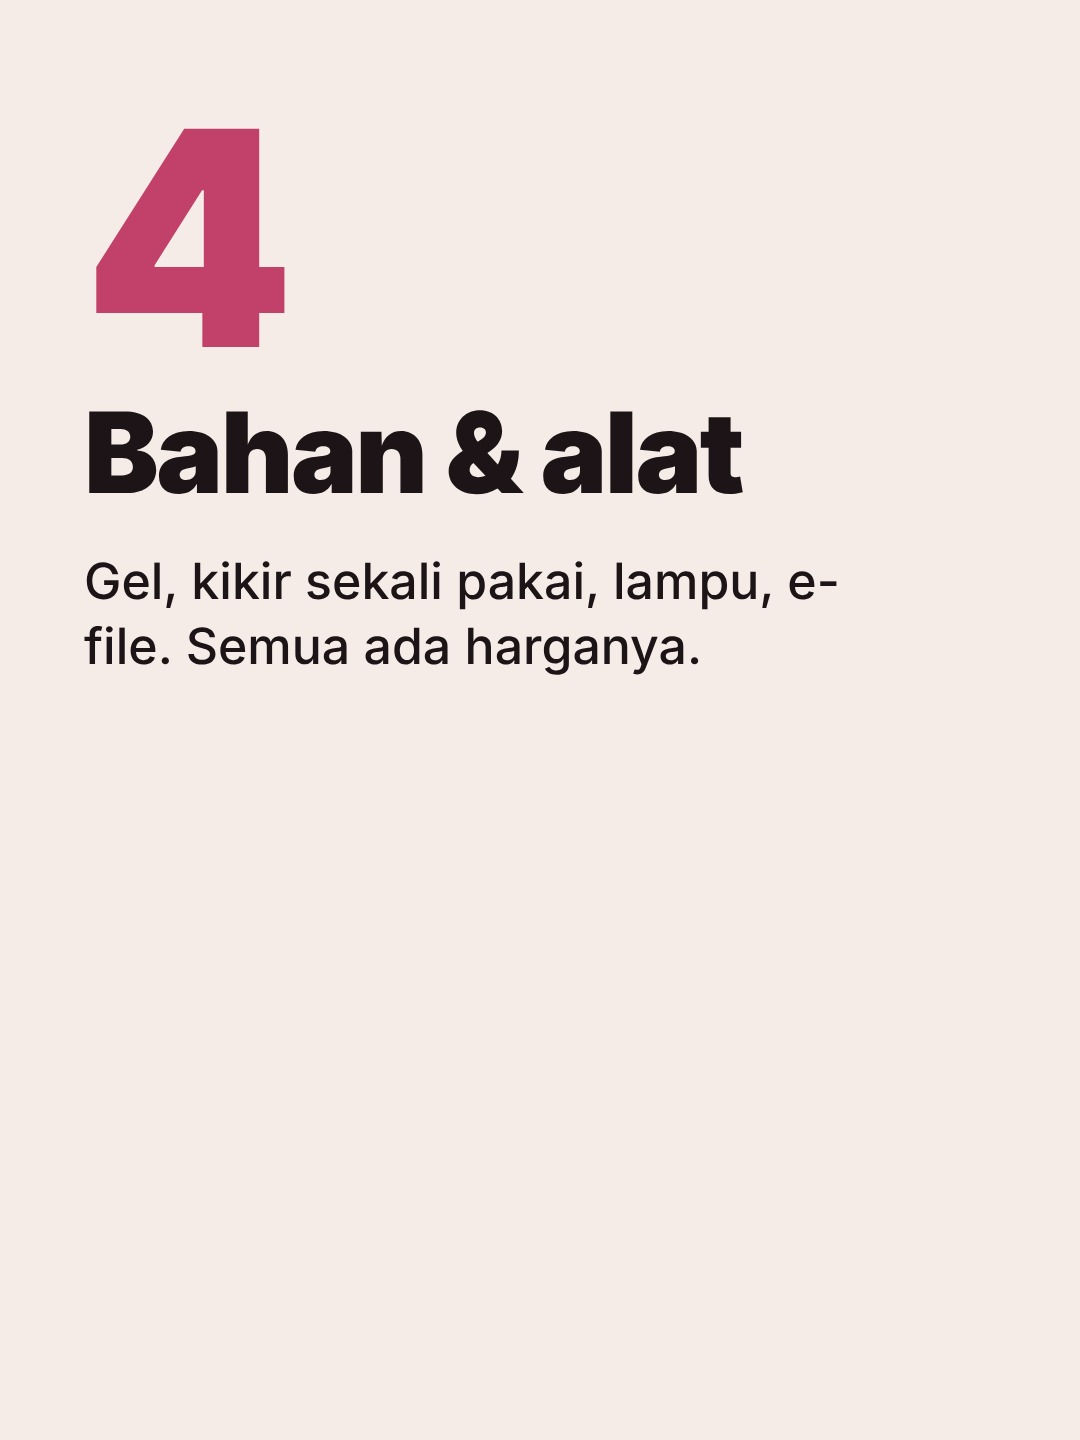 4
Bahan & alat
Gel, kikir sekali pakai, lampu, e-
file. Semua ada harganya.